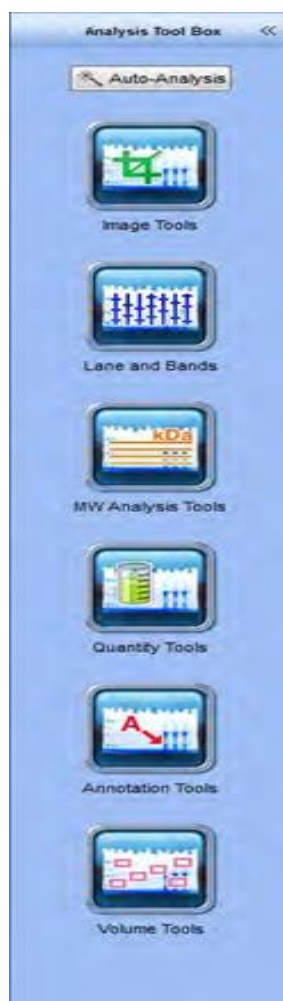 Analysis Tool Box <<
Auto-Analysis
Image Tools
Lane and Bands
kDa
MW Analysis Tools
Quantity Tools
A
Annotation Tools
Volume Tools